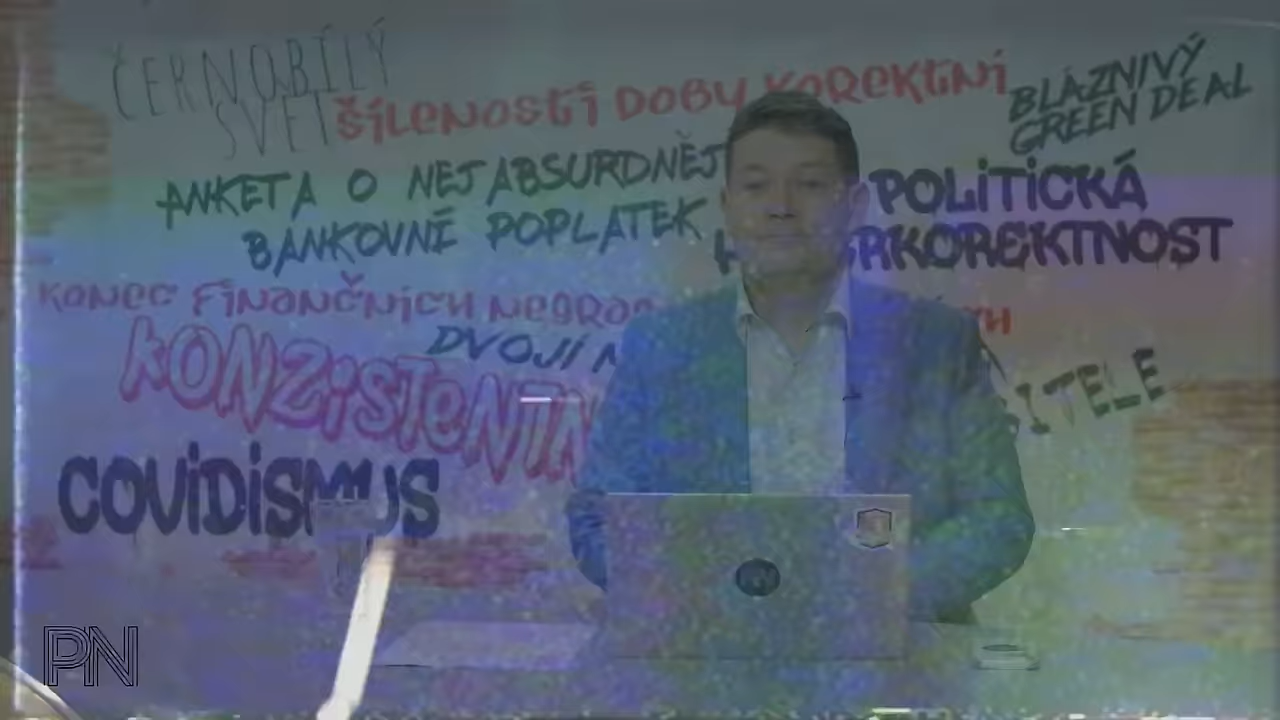 ČERNOBÍLÝ
SVĚT
ŠÍLENOSTI DOBY KOREKTNÍ
BLÁZNIVÝ
GREEN DEAL
ANKETA O NEJABSURDNĚJ
BANKOVNÍ POPLATEK
POLITICKÁ
RKOREKTNOST
KONEC FINANČNÍCH NEGRA
DVOJÍ
KONZISTENTN
ITELE
COVIDISMUS
PN